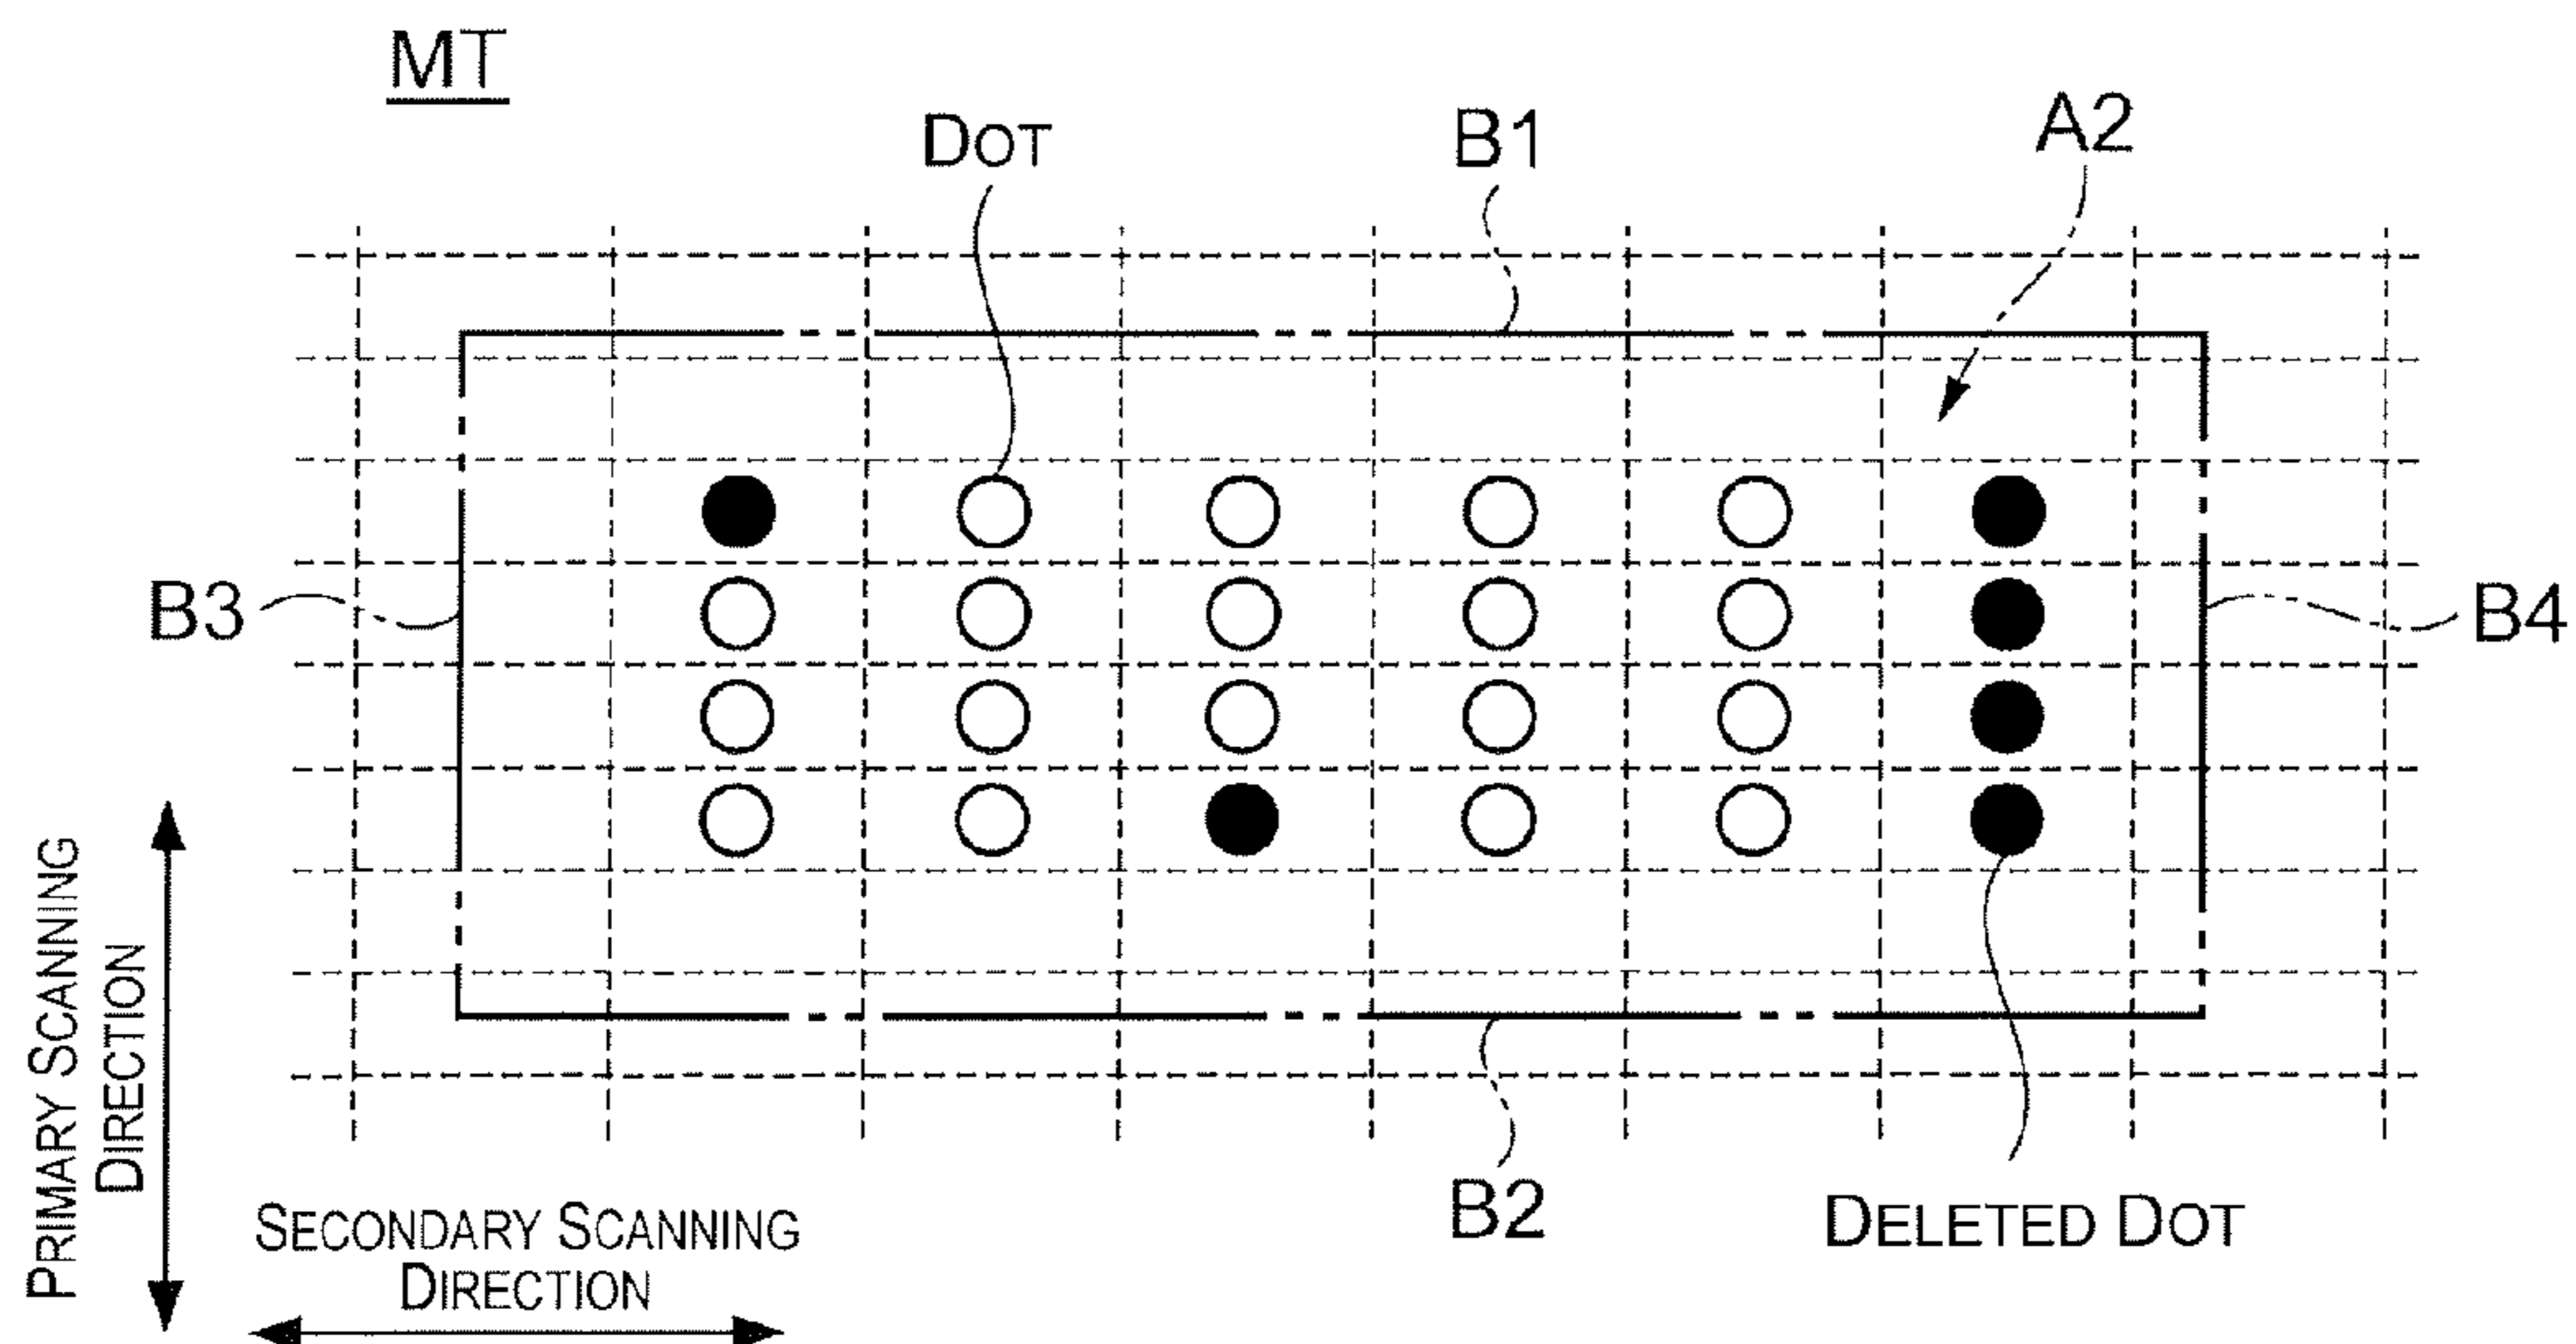 MT
DOT
B1
A2
B3
B4
PRIMARY SCANNING
DIRECTION
SECONDARY SCANNING
DIRECTION
B2
DELETED DOT